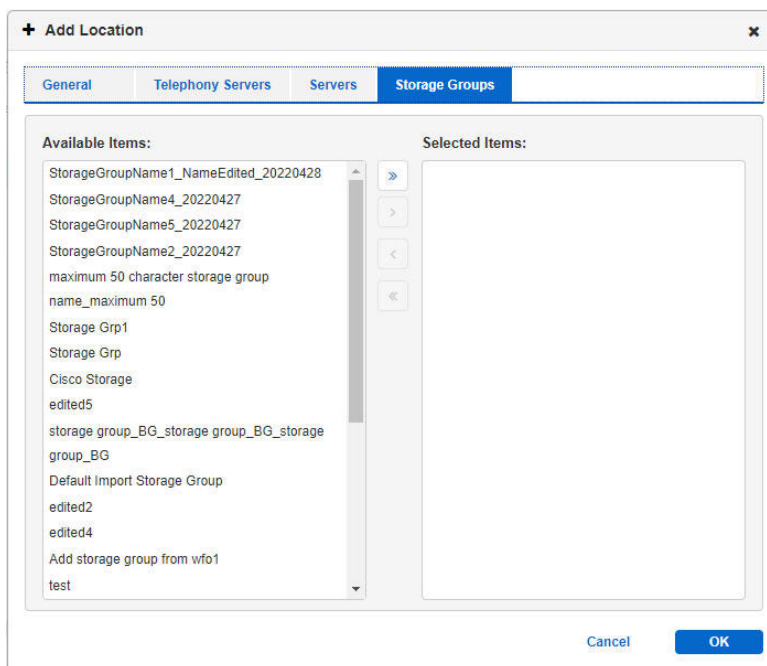 Add Location
General Telephony Servers Servers Storage Groups
Available Items:
Selected Items:
StorageGroupName1_NameEdited_20220428
StorageGroupName4_20220427
StorageGroupName5_20220427
StorageGroupName2_20220427
maximum 50 character storage group
name_maximum 50
Storage Grp1
Storage Grp
Cisco Storage
edited5
storage group_BG_storage group_BG_storage
group_BG
Default Import Storage Group
edited2
edited4
Add storage group from wfo1
test
Cancel OK